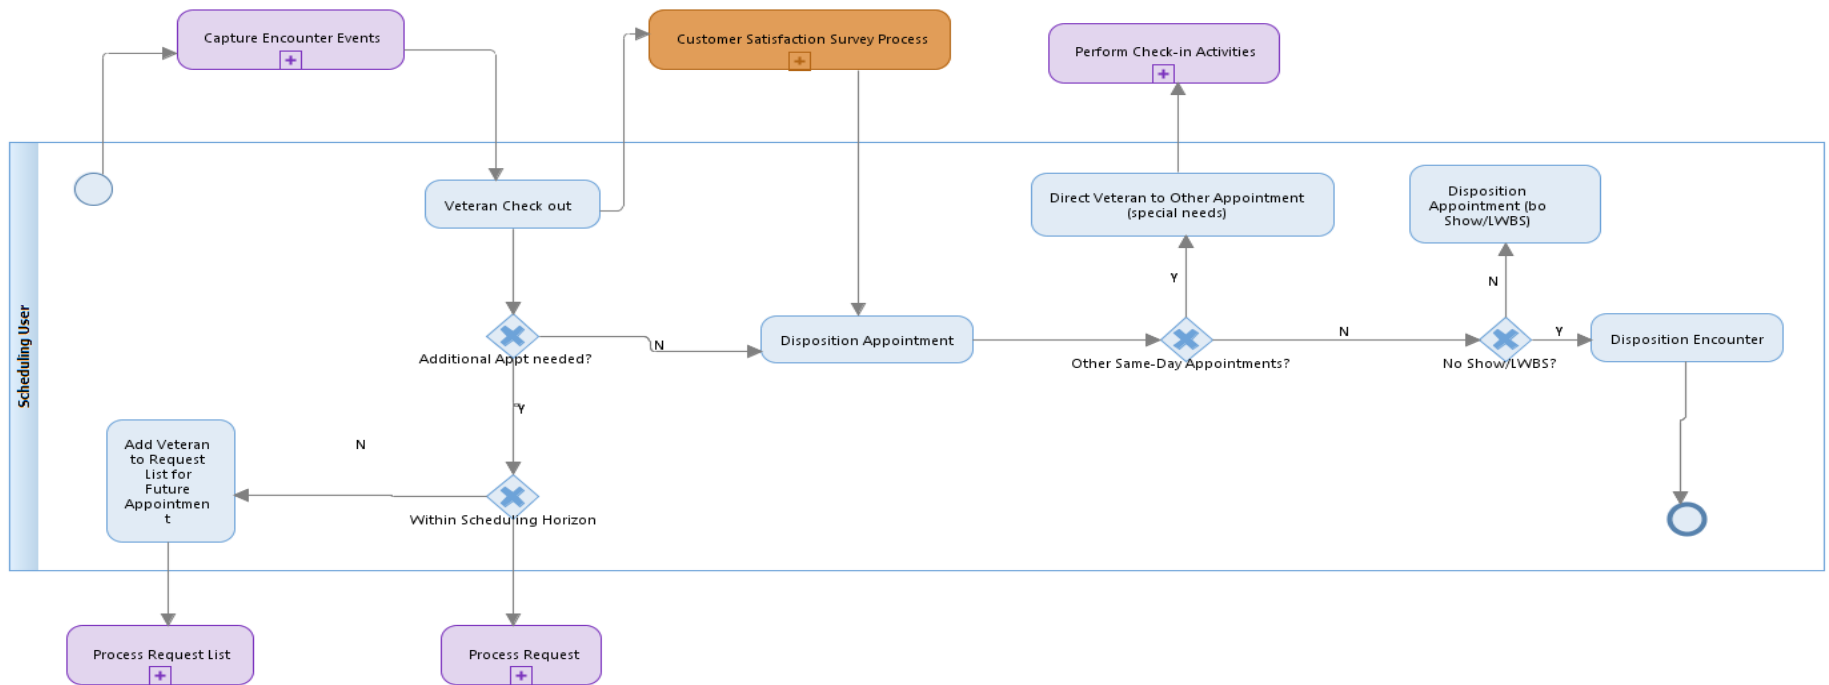 Capture Encounter Events
Customer Satisfaction Survey Process
Perform Check-in Activities
Scheduling User
Veteran Check out
Direct Veteran to Other Appointment
(special needs)
Disposition
Appointment (bo
Show/LWBS)
Y
N
Additional Appt needed?
N
Disposition Appointment
Other Same-Day Appointments?
N
No Show/LWBS?
Y
Disposition Encounter
Y
Add Veteran
to Request
List for
Future
Appointmen
t
N
Within Scheduling Horizon
Process Request List
Process Request